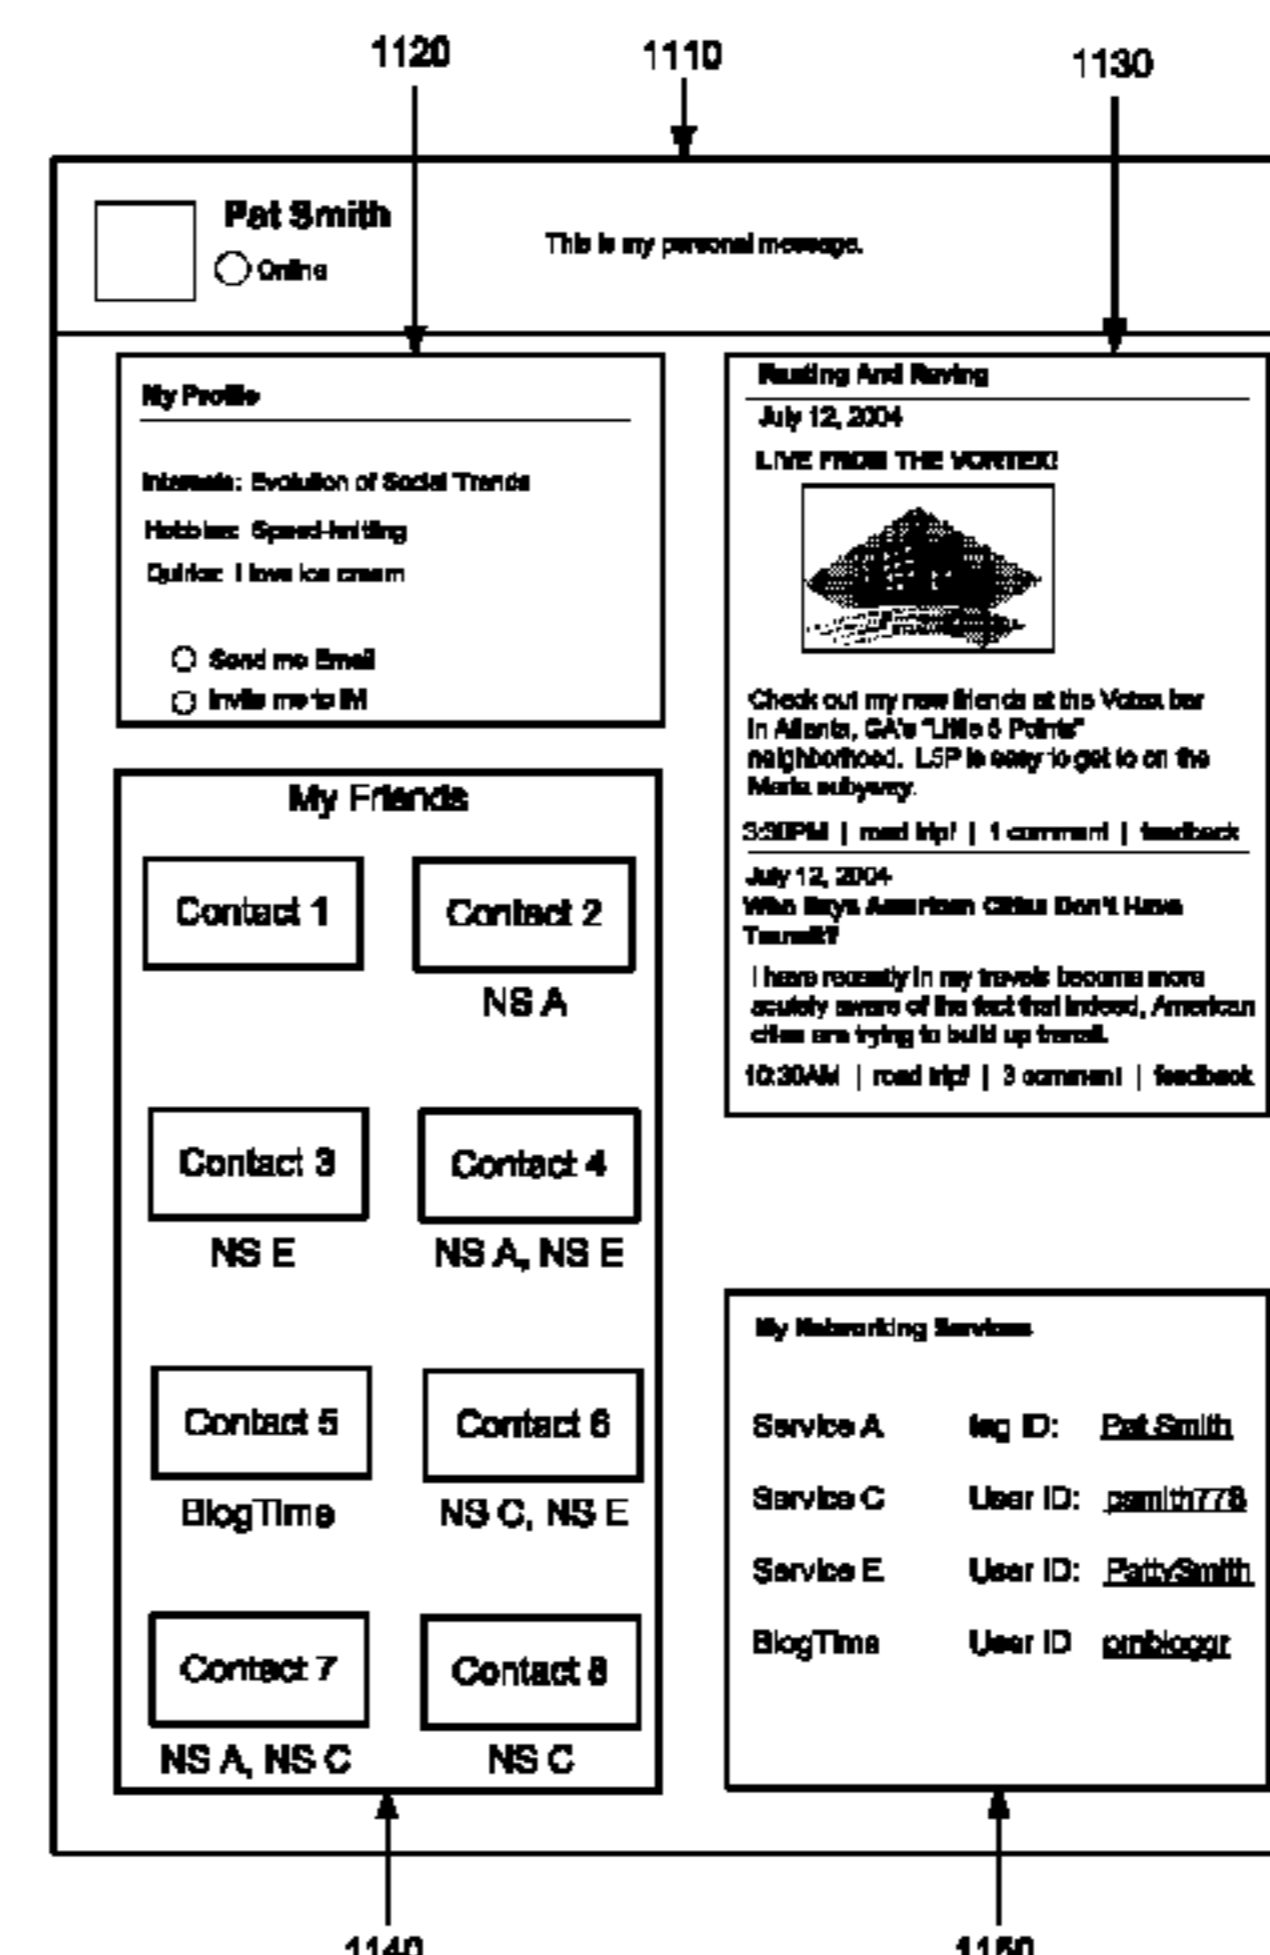 1120 1110 1130
Pat Smith
Online
This is my personal message.
My Profile
Interests: Evolution of Social Trends
Hobbies: Speed-knitting
Quirks: I love ice cream
Send me Email
Invite me to IM
Ranting And Raving
July 12, 2004
LIVE FROM THE VORTEX!
Check out my new friends at the Votex bar
in Atlanta, GA's "Little 5 Points"
neighborhood. L5P is easy to get to on the
Marta subyway.
3:30PM | road trip! | 1 comment | feedback
July 12, 2004
Who Says American Cities Don't Have
Transit?
I have recently in my travels become more
acutely aware of the fact that indeed, American
cities are trying to build up transit.
10:30AM | road trip! | 3 comment | feedback
My Friends
Contact 1 Contact 2
NS A
Contact 3 Contact 4
NS E NS A, NS E
Contact 5 Contact 6
BlogTime NS C, NS E
Contact 7 Contact 8
NS A, NS C NS C
My Networking Services
Service A ID: Pat Smith
Service C User ID: psmith778
Service E User ID: PattySmith
BlogTime User ID
1140 1150